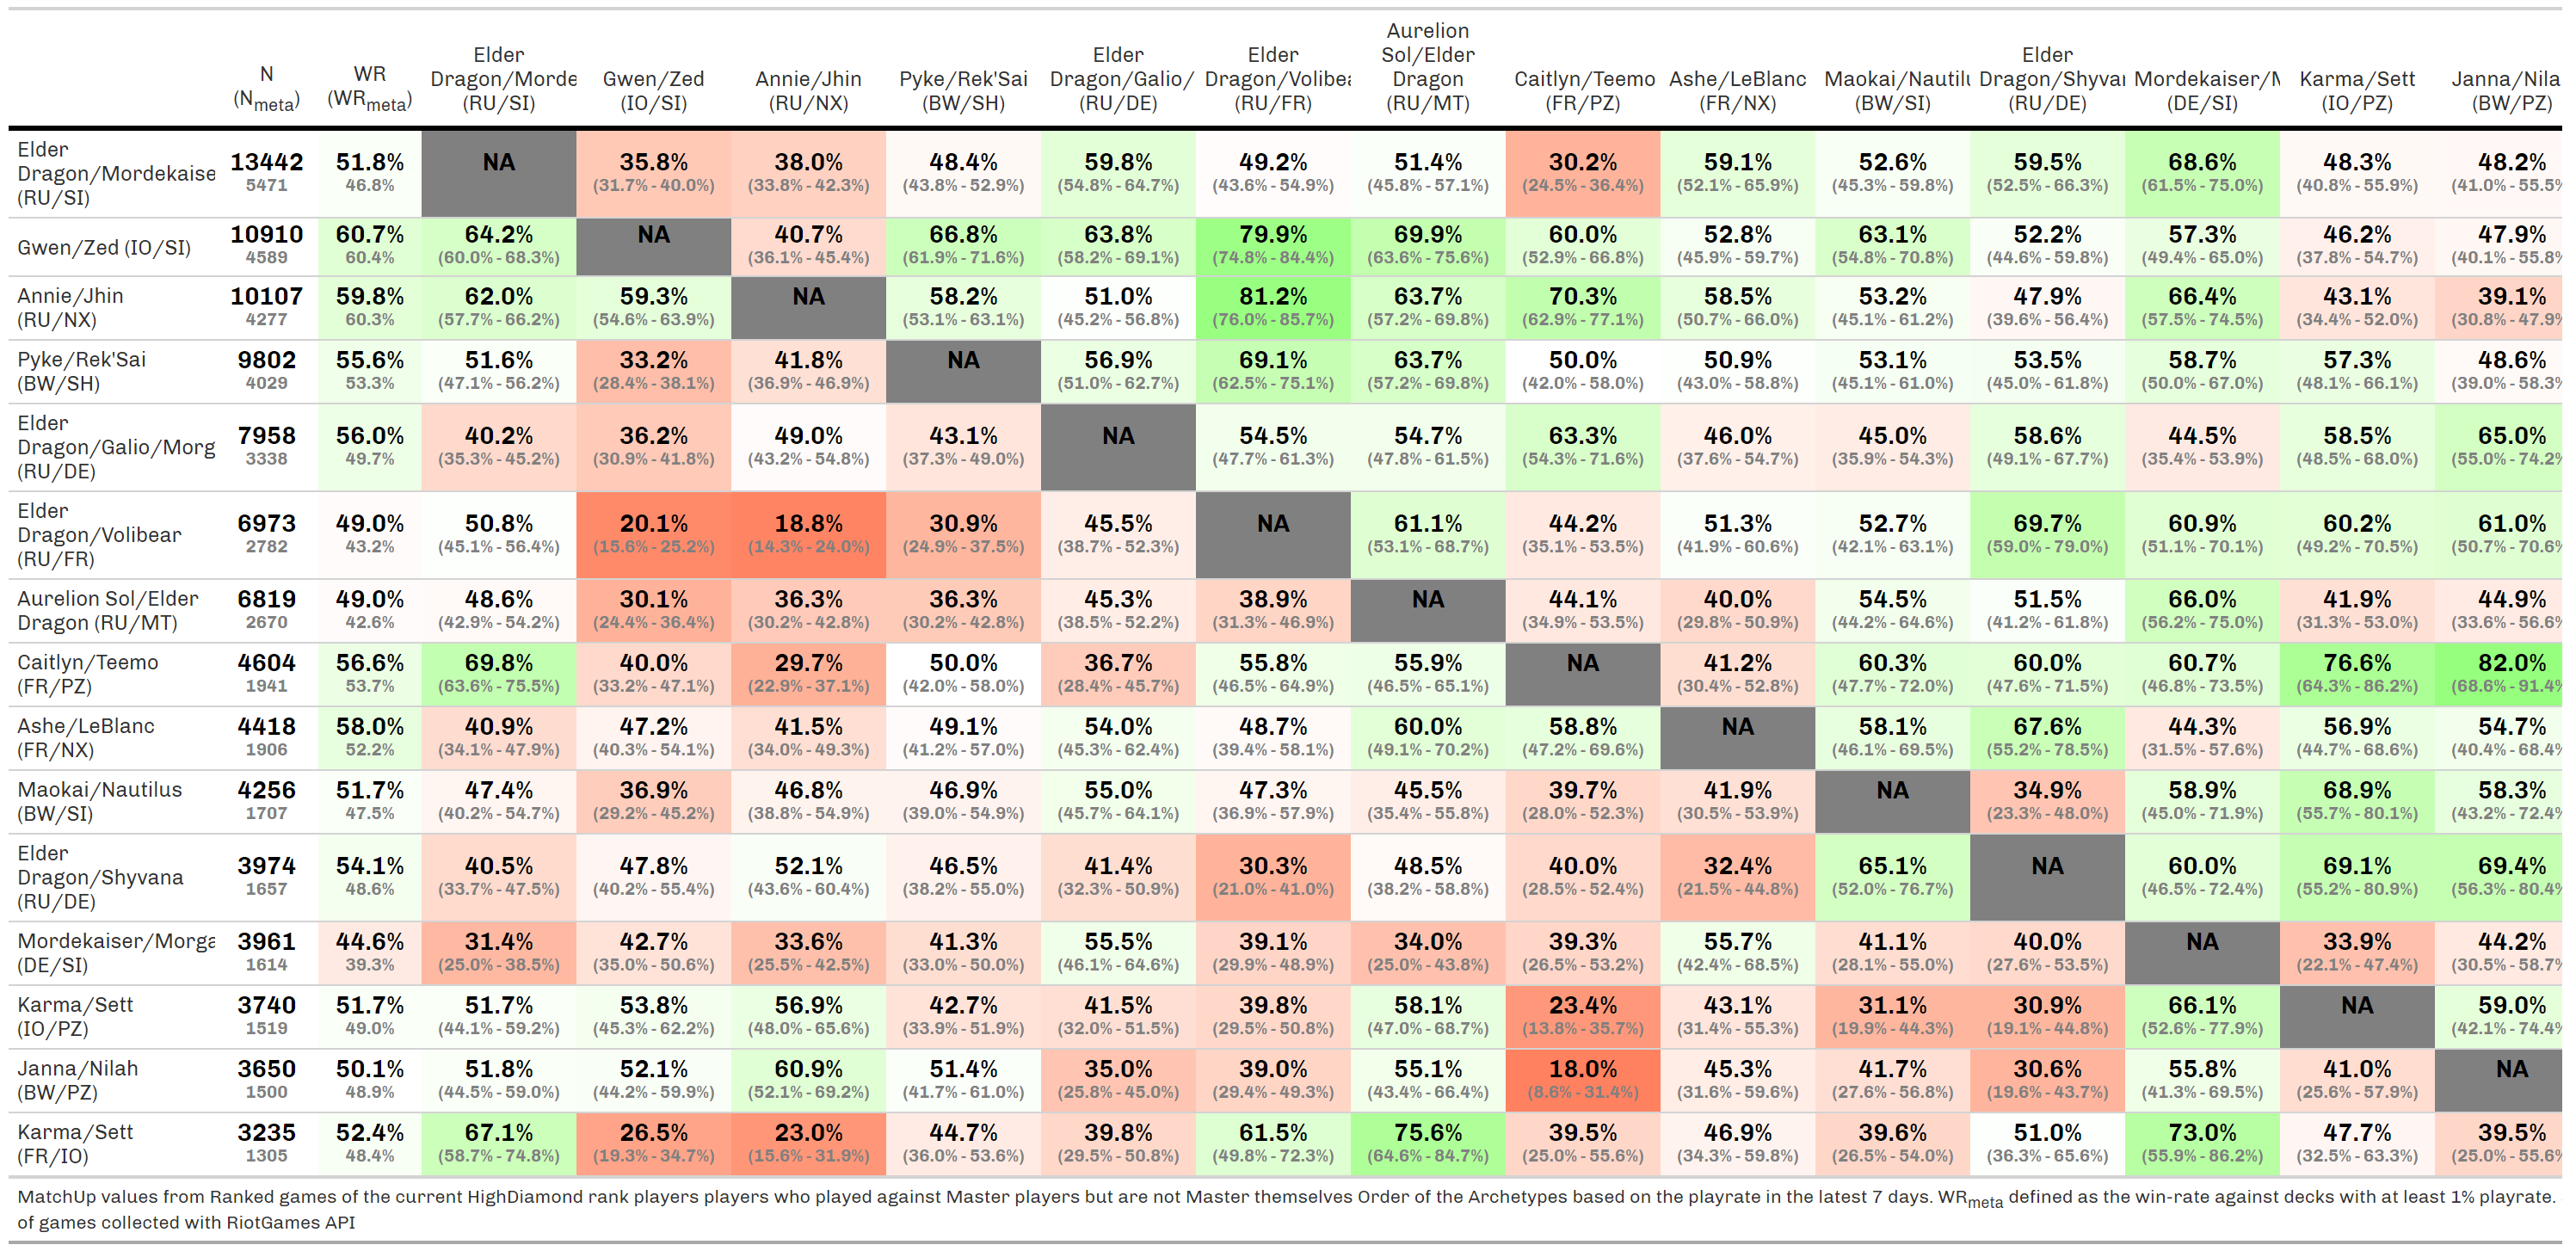 N
(Nmeta)
WR
(WRmeta)
Elder
Dragon/Morde
(RU/SI)
Gwen/Zed
(IO/SI)
Annie/Jhin
(RU/NX)
Pyke/Rek'Sai
(BW/SH)
Elder
Dragon/Galio/
(RU/DE)
Elder
Dragon/Volibea
(RU/FR)
Aurelion
Sol/Elder
Dragon
(RU/MT)
Caitlyn/Teemo
(FR/PZ)
Ashe/LeBlanc
(FR/NX)
Maokai/Nautilu
(BW/SI)
Elder
Dragon/Shyvan
(RU/DE)
Mordekaiser/M
(DE/SI)
Karma/Sett
(IO/PZ)
Janna/Nila
(BW/PZ)
Elder
Dragon/Mordekaise
(RU/SI)
13442 51.8% NA 35.8% 38.0% 48.4% 59.8% 49.2% 51.4% 30.2% 59.1% 52.6% 59.5% 68.6% 48.3% 48.2%
5471 46.8% (31.7% - 40.0%) (33.8% - 42.3%) (43.8% - 52.9%) (54.8% - 64.7%) (43.6% - 54.9%) (45.8% - 57.1%) (24.5% - 36.4%) (52.1% - 65.9%) (45.3% - 59.8%) (52.5% - 66.3%) (61.5% - 75.0%) (40.8% - 55.9%) (41.0% - 55.5%
Gwen/Zed (IO/SI)
10910 60.7% 64.2% NA 40.7% 66.8% 63.8% 79.9% 69.9% 60.0% 52.8% 63.1% 52.2% 57.3% 46.2% 47.9%
4589 60.4% (60.0% - 68.3%) (36.1% - 45.4%) (61.9% - 71.6%) (58.2% - 69.1%) (74.8% - 84.4%) (63.6% - 75.6%) (52.9% - 66.8%) (45.9% - 59.7%) (54.8% - 70.8%) (44.6% - 59.8%) (49.4% - 65.0%) (37.8% - 54.7%) (40.1% - 55.8%
Annie/Jhin
(RU/NX)
10107 59.8% 62.0% 59.3% NA 58.2% 51.0% 81.2% 63.7% 70.3% 58.5% 53.2% 47.9% 66.4% 43.1% 39.1%
4277 60.3% (57.7% - 66.2%) (54.6% - 63.9%) (53.1% - 63.1%) (45.2% - 56.8%) (76.0% - 85.7%) (57.2% - 69.8%) (62.9% - 77.1%) (50.7% - 66.0%) (45.1% - 61.2%) (39.6% - 56.4%) (57.5% - 74.5%) (34.4% - 52.0%) (30.8% - 47.9%
Pyke/Rek'Sai
(BW/SH)
9802 55.6% 51.6% 33.2% 41.8% NA 56.9% 69.1% 63.7% 50.0% 50.9% 53.1% 53.5% 58.7% 57.3% 48.6%
4029 53.3% (47.1% - 56.2%) (28.4% - 38.1%) (36.9% - 46.9%) (51.0% - 62.7%) (62.5% - 75.1%) (57.2% - 69.8%) (42.0% - 58.0%) (43.0% - 58.8%) (45.1% - 61.0%) (45.0% - 61.8%) (50.0% - 67.0%) (48.1% - 66.1%) (39.0% - 58.3%
Elder
Dragon/Galio/Morg
(RU/DE)
7958 56.0% 40.2% 36.2% 49.0% 43.1% NA 54.5% 54.7% 63.3% 46.0% 45.0% 58.6% 44.5% 58.5% 65.0%
3338 49.7% (35.3% - 45.2%) (30.9% - 41.8%) (43.2% - 54.8%) (37.3% - 49.0%) (47.7% - 61.3%) (47.8% - 61.5%) (54.3% - 71.6%) (37.6% - 54.7%) (35.9% - 54.3%) (49.1% - 67.7%) (35.4% - 53.9%) (48.5% - 68.0%) (55.0% - 74.2%
Elder
Dragon/Volibear
(RU/FR)
6973 49.0% 50.8% 20.1% 18.8% 30.9% 45.5% NA 61.1% 44.2% 51.3% 52.7% 69.7% 60.9% 60.2% 61.0%
2782 43.2% (45.1% - 56.4%) (15.6% - 25.2%) (14.3% - 24.0%) (24.9% - 37.5%) (38.7% - 52.3%) (53.1% - 68.7%) (35.1% - 53.5%) (41.9% - 60.6%) (42.1% - 63.1%) (59.0% - 79.0%) (51.1% - 70.1%) (49.2% - 70.5%) (50.7% - 70.6%
Aurelion Sol/Elder
Dragon (RU/MT)
6819 49.0% 48.6% 30.1% 36.3% 36.3% 45.3% 38.9% NA 44.1% 40.0% 54.5% 51.5% 66.0% 41.9% 44.9%
2670 42.6% (42.9% - 54.2%) (24.4% - 36.4%) (30.2% - 42.8%) (30.2% - 42.8%) (38.5% - 52.2%) (31.3% - 46.9%) (34.9% - 53.5%) (29.8% - 50.9%) (44.2% - 64.6%) (41.2% - 61.8%) (56.2% - 75.0%) (31.3% - 53.0%) (33.6% - 56.6%
Caitlyn/Teemo
(FR/PZ)
4604 56.6% 69.8% 40.0% 29.7% 50.0% 36.7% 55.8% 55.9% NA 41.2% 60.3% 60.0% 60.7% 76.6% 82.0%
1941 53.7% (63.6% - 75.5%) (33.2% - 47.1%) (22.9% - 37.1%) (42.0% - 58.0%) (28.4% - 45.7%) (46.5% - 64.9%) (46.5% - 65.1%) (30.4% - 52.8%) (47.7% - 72.0%) (47.6% - 71.5%) (46.8% - 73.5%) (64.3% - 86.2%) (68.6% - 91.4%
Ashe/LeBlanc
(FR/NX)
4418 58.0% 40.9% 47.2% 41.5% 49.1% 54.0% 48.7% 60.0% 58.8% NA 58.1% 67.6% 44.3% 56.9% 54.7%
1906 52.2% (34.1% - 47.9%) (40.3% - 54.1%) (34.0% - 49.3%) (41.2% - 57.0%) (45.3% - 62.4%) (39.4% - 58.1%) (49.1% - 70.2%) (47.2% - 69.6%) (46.1% - 69.5%) (55.2% - 78.5%) (31.5% - 57.6%) (44.7% - 68.6%) (40.4% - 68.4%
Maokai/Nautilus
(BW/SI)
4256 51.7% 47.4% 36.9% 46.8% 46.9% 55.0% 47.3% 45.5% 39.7% 41.9% NA 34.9% 58.9% 68.9% 58.3%
1707 47.5% (40.2% - 54.7%) (29.2% - 45.2%) (38.8% - 54.9%) (39.0% - 54.9%) (45.7% - 64.1%) (36.9% - 57.9%) (35.4% - 55.8%) (28.0% - 52.3%) (30.5% - 53.9%) (23.3% - 48.0%) (45.0% - 71.9%) (55.7% - 80.1%) (43.2% - 72.4%
Elder
Dragon/Shyvana
(RU/DE)
3974 54.1% 40.5% 47.8% 52.1% 46.5% 41.4% 30.3% 48.5% 40.0% 32.4% 65.1% NA 60.0% 69.1% 69.4%
1657 48.6% (33.7% - 47.5%) (40.2% - 55.4%) (43.6% - 60.4%) (38.2% - 55.0%) (32.3% - 50.9%) (21.0% - 41.0%) (38.2% - 58.8%) (28.5% - 52.4%) (21.5% - 44.8%) (52.0% - 76.7%) (46.5% - 72.4%) (55.2% - 80.9%) (56.3% - 80.4%
Mordekaiser/Morga
(DE/SI)
3961 44.6% 31.4% 42.7% 33.6% 41.3% 55.5% 39.1% 34.0% 39.3% 55.7% 41.1% 40.0% NA 33.9% 44.2%
1614 39.3% (25.0% - 38.5%) (35.0% - 50.6%) (25.5% - 42.5%) (33.0% - 50.0%) (46.1% - 64.6%) (29.9% - 48.9%) (25.0% - 43.8%) (26.5% - 53.2%) (42.4% - 68.5%) (28.1% - 55.0%) (27.6% - 53.5%) (22.1% - 47.4%) (30.5% - 58.7%
Karma/Sett
(IO/PZ)
3740 51.7% 51.7% 53.8% 56.9% 42.7% 41.5% 39.8% 58.1% 23.4% 43.1% 31.1% 30.9% 66.1% NA 59.0%
1519 49.0% (44.1% - 59.2%) (45.3% - 62.2%) (48.0% - 65.6%) (33.9% - 51.9%) (32.0% - 51.5%) (29.5% - 50.8%) (47.0% - 68.7%) (13.8% - 35.7%) (31.4% - 55.3%) (19.9% - 44.3%) (19.1% - 44.8%) (52.6% - 77.9%) (42.1% - 74.4%
Janna/Nilah
(BW/PZ)
3650 50.1% 51.8% 52.1% 60.9% 51.4% 35.0% 39.0% 55.1% 18.0% 45.3% 41.7% 30.6% 55.8% 41.0% NA
1500 48.9% (44.5% - 59.0%) (44.2% - 59.9%) (52.1% - 69.2%) (41.7% - 61.0%) (25.8% - 45.0%) (29.4% - 49.3%) (43.4% - 66.4%) (8.6% - 31.4%) (31.6% - 59.6%) (27.6% - 56.8%) (19.6% - 43.7%) (41.3% - 69.5%) (25.6% - 57.9%)
Karma/Sett
(FR/IO)
3235 52.4% 67.1% 26.5% 23.0% 44.7% 39.8% 61.5% 75.6% 39.5% 46.9% 39.6% 51.0% 73.0% 47.7% 39.5%
1305 48.4% (58.7% - 74.8%) (19.3% - 34.7%) (15.6% - 31.9%) (36.0% - 53.6%) (29.5% - 50.8%) (49.8% - 72.3%) (64.6% - 84.7%) (25.0% - 55.6%) (34.3% - 59.8%) (26.5% - 54.0%) (36.3% - 65.6%) (55.9% - 86.2%) (32.5% - 63.3%) (25.0% - 55.6%
MatchUp values from Ranked games of the current HighDiamond rank players players who played against Master players but are not Master themselves Order of the Archetypes based on the playrate in the latest 7 days. WRmeta defined as the win-rate against decks with at least 1% playrate.
of games collected with RiotGames API